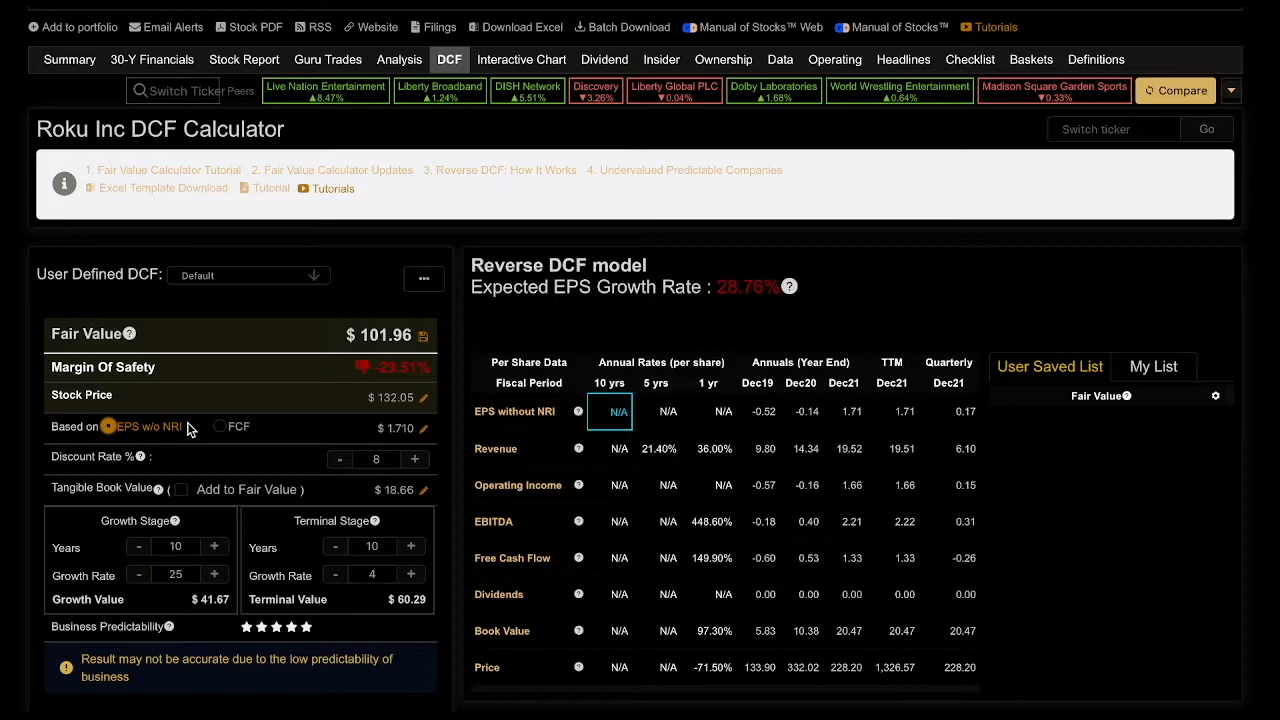 Add to portfolio Email Alerts Stock PDF RSS Website Filings Download Excel Batch Download Manual of Stocks™ Web Manual of Stocks™ Tutorials
Summary 30-Y Financials Stock Report Guru Trades Analysis DCF Interactive Chart Dividend Insider Ownership Data Operating Headlines Checklist Baskets Definitions
Switch Ticker Peers
Live Nation Entertainment
▲8.47%
Liberty Broadband
▲1.24%
DISH Network
▲5.51%
Discovery
▼3.26%
Liberty Global PLC
▼0.04%
Dolby Laboratories
▲1.68%
World Wrestling Entertainment
▲0.64%
Madison Square Garden Sports
▼0.33%
Compare
Roku Inc DCF Calculator
Switch ticker Go
1. Fair Value Calculator Tutorial 2. Fair Value Calculator Updates 3. Reverse DCF: How It Works 4. Undervalued Predictable Companies
Excel Template Download Tutorial Tutorials
User Defined DCF: Default ...
Fair Value $ 101.96
Margin Of Safety -29.51%
Stock Price $ 132.05
Based on EPS w/o NRI FCF $ 1.710
Discount Rate % : - 8 +
Tangible Book Value ( Add to Fair Value ) $ 18.66
Growth Stage
Years - 10 +
Growth Rate - 25 +
Growth Value $ 41.67
Terminal Stage
Years - 10 +
Growth Rate - 4 +
Terminal Value $ 60.29
Business Predictability
Result may not be accurate due to the low predictability of
business
Reverse DCF model
Expected EPS Growth Rate : 28.76%
Per Share Data Annual Rates (per share) Annuals (Year End) TTM Quarterly
Fiscal Period 10 yrs 5 yrs 1 yr Dec19 Dec20 Dec21 Dec21 Dec21
EPS without NRI N/A N/A N/A -0.52 -0.14 1.71 1.71 0.17
Revenue N/A 21.40% 36.00% 9.80 14.34 19.52 19.51 6.10
Operating Income N/A N/A N/A -0.57 -0.16 1.66 1.66 0.15
EBITDA N/A N/A 448.60% -0.18 0.40 2.21 2.22 0.31
Free Cash Flow N/A N/A 149.90% -0.60 0.53 1.33 1.33 -0.26
Dividends N/A N/A N/A 0.00 0.00 0.00 0.00 0.00
Book Value N/A N/A 97.30% 5.83 10.38 20.47 20.47 20.47
Price N/A N/A -71.50% 133.90 332.02 228.20 1,326.57 228.20
User Saved List My List
Fair Value